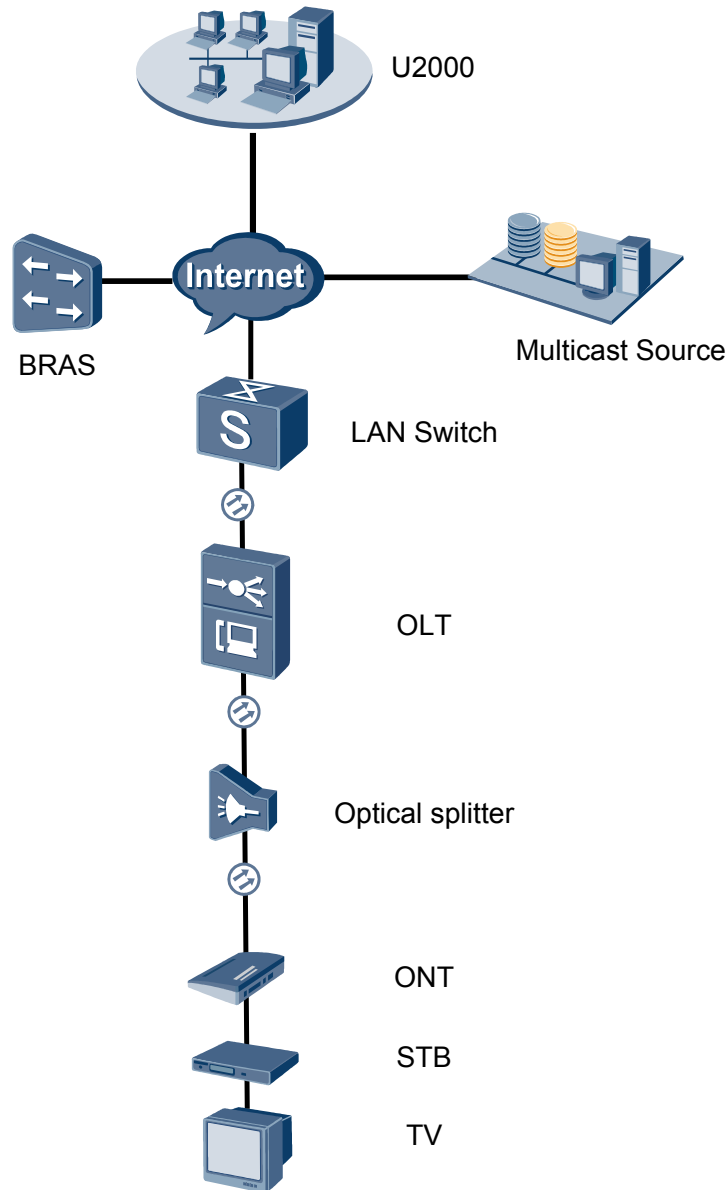 U2000
Internet
BRAS
Multicast Source
LAN Switch
S
OLT
Optical splitter
ONT
STB
TV